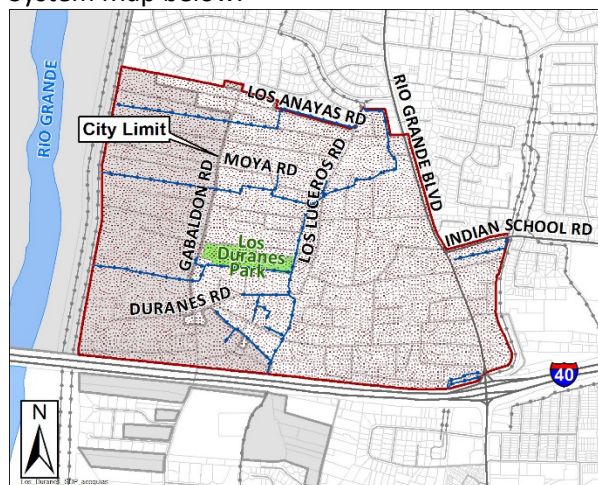 System Map below:
RIO GRANDE
LOS ANAYAS RD
RIO GRANDE BLVD
City Limit
MOYA RD
LOS LUCEROS RD
GABALDON RD
INDIAN SCHOOL RD
Los
Duranes
Park
DURANES RD
40
N
Los_Duranes_SDP_acequias